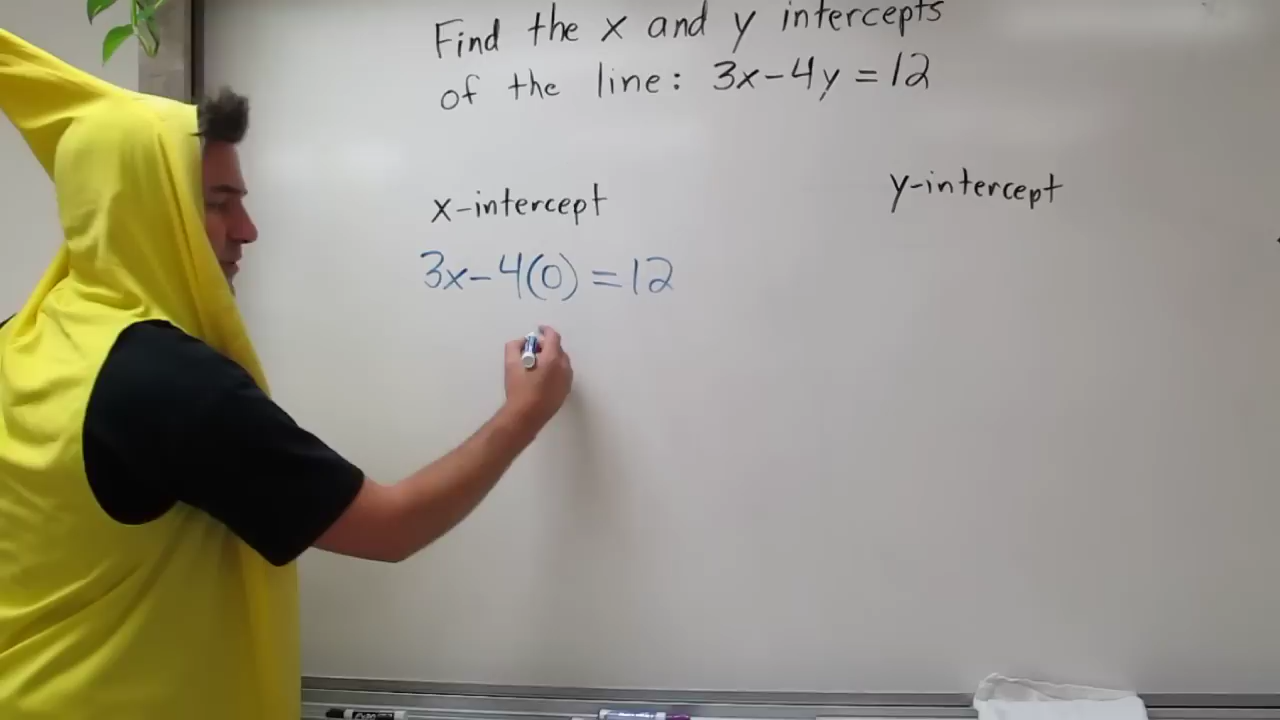 Find the x and y intercepts
of the line: 3x-4y=12
x-intercept
y-intercept
3x-4(0)=12